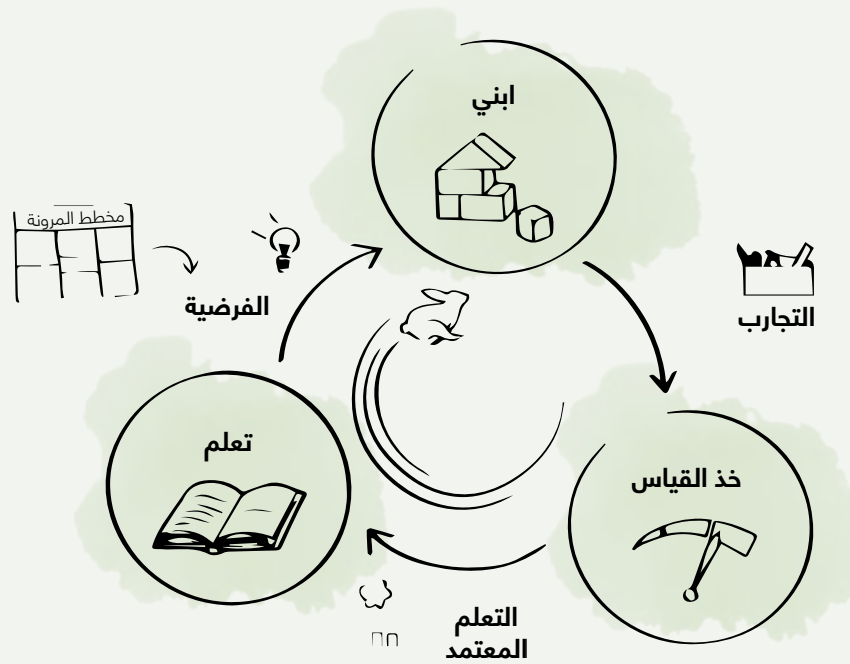 ابني
مخطط المرونة
الفرضية
التجارب
تعلم
خذ القياس
التعلم
المعتمد